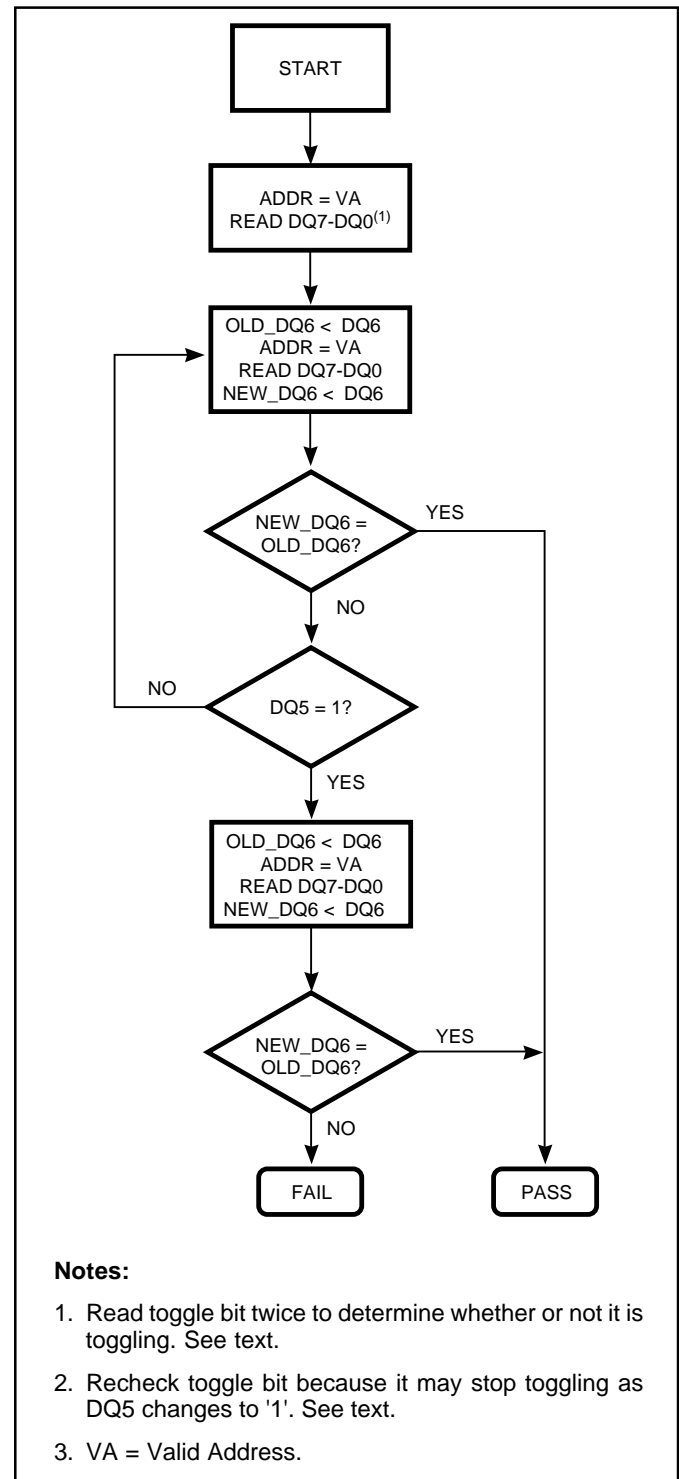 START
ADDR = VA
READ DQ7-DQ0(1)
OLD_DQ6 < DQ6
ADDR = VA
READ DQ7-DQ0
NEW_DQ6 < DQ6
NEW_DQ6 =
OLD_DQ6?
YES
NO
DQ5 = 1?
NO
YES
OLD_DQ6 < DQ6
ADDR = VA
READ DQ7-DQ0
NEW_DQ6 < DQ6
NEW_DQ6 =
OLD_DQ6?
YES
NO
FAIL
PASS
Notes:
1. Read toggle bit twice to determine whether or not it is
toggling. See text.
2. Recheck toggle bit because it may stop toggling as
DQ5 changes to '1'. See text.
3. VA = Valid Address.